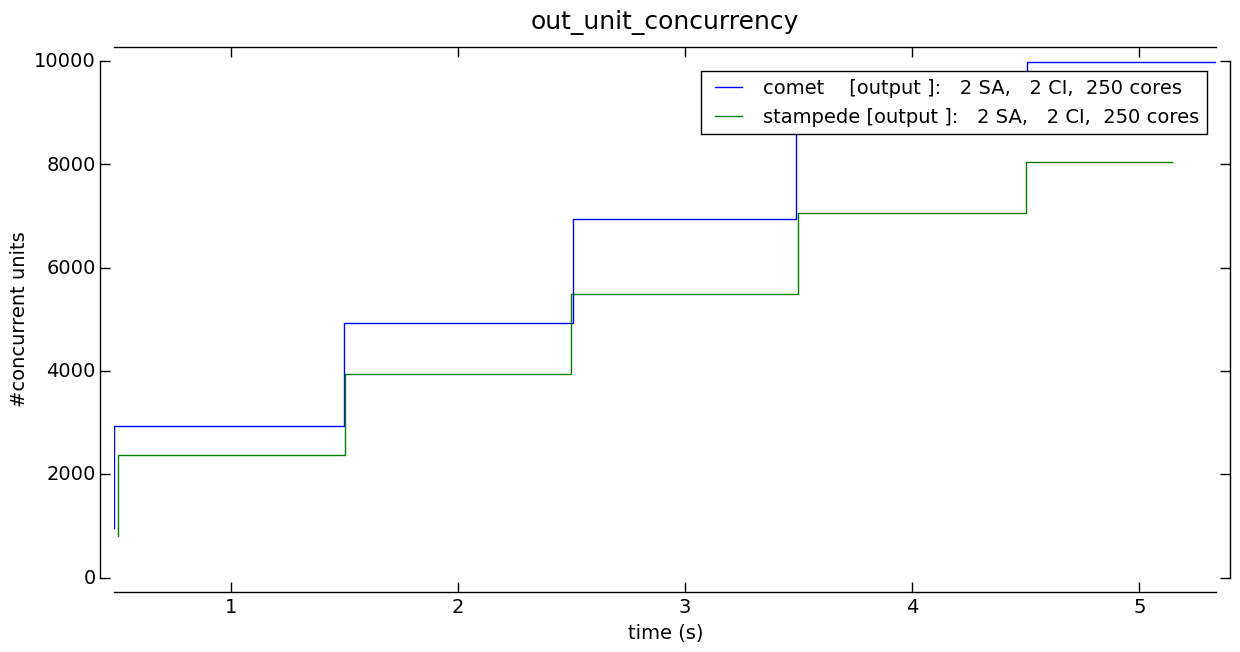 out_unit_concurrency
10000
8000
6000
4000
2000
0
#concurrent units
comet [output ]: 2 SA, 2 CI, 250 cores
stampede [output ]: 2 SA, 2 CI, 250 cores
1 2 3 4 5
time (s)